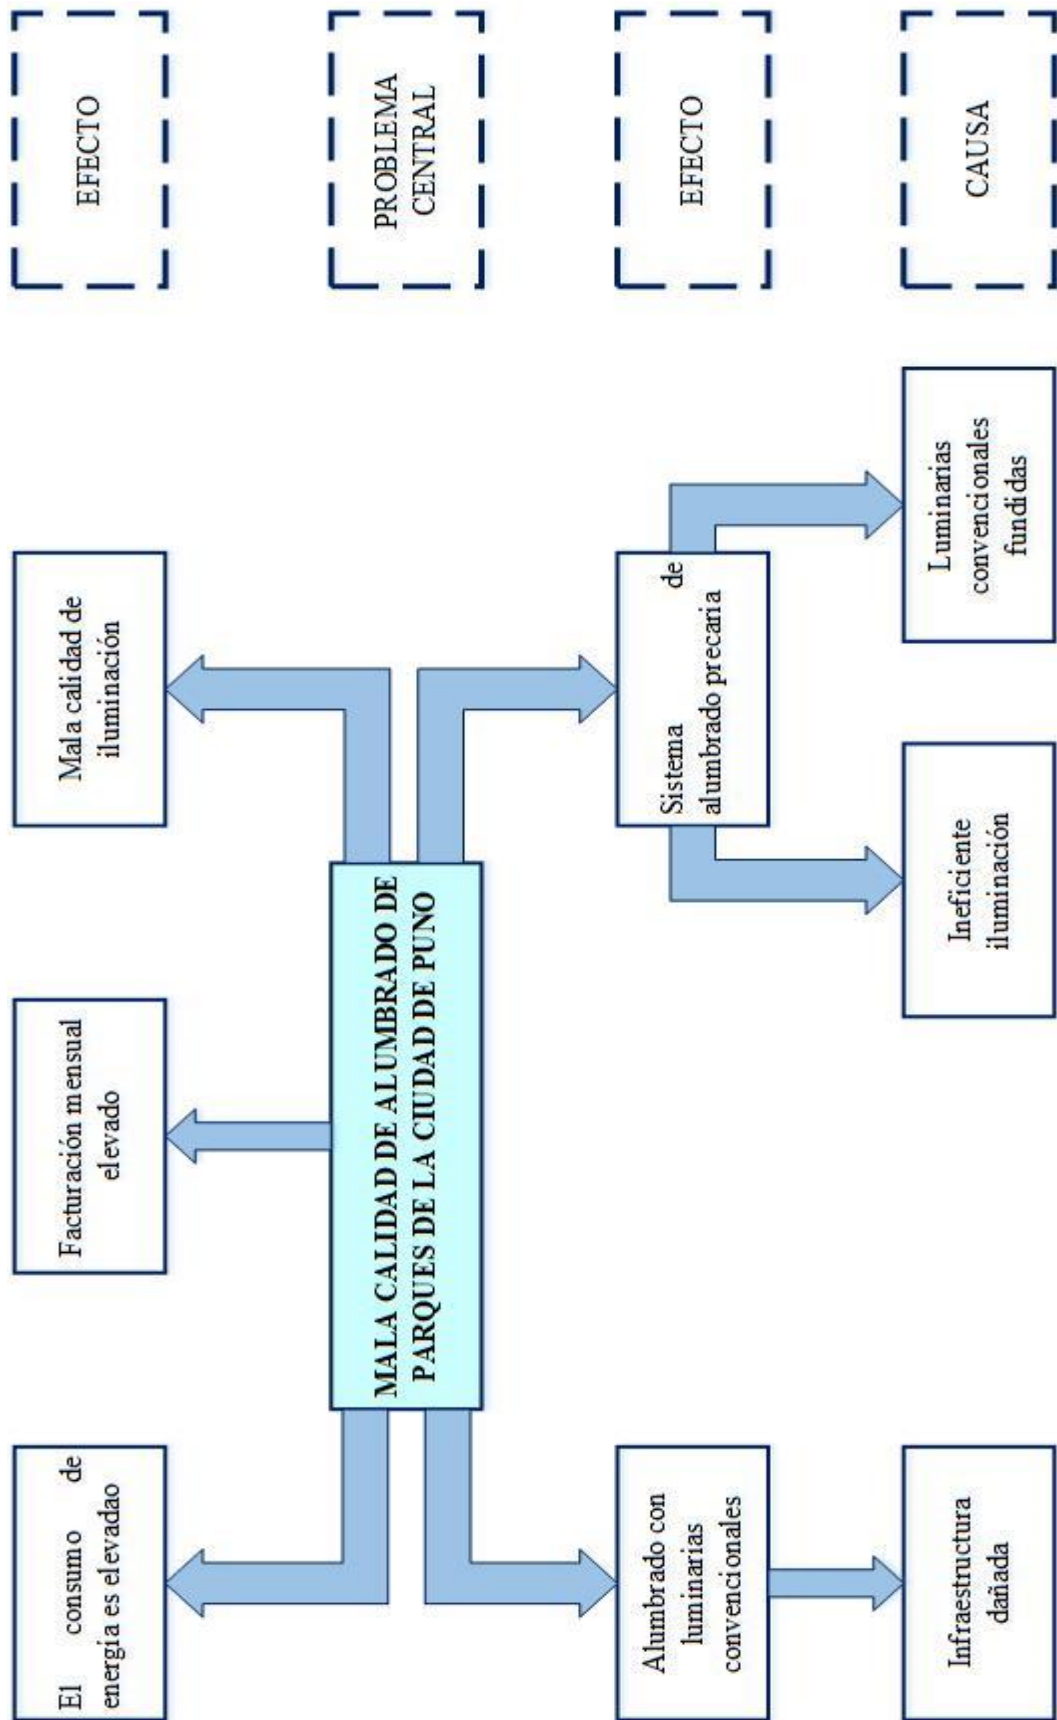 El consumo de
energía es elevadao
Facturación mensual
elevado
Mala calidad de
iluminación
EFECTO
MALA CALIDAD DE ALUMBRADO DE
PARQUES DE LA CIUDAD DE PUNO
PROBLEMA
CENTRAL
Alumbrado con
luminarias
convencionales
Sistema de
alumbrado precaria
EFECTO
Infraestructura
dañada
Ineficiente
iluminación
Luminarias
convencionales
fundidas
CAUSA